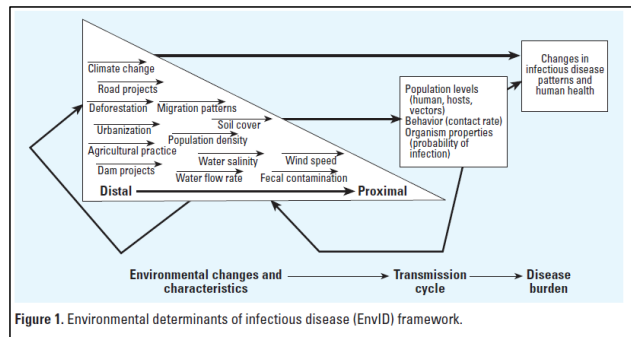 Climate change
Road projects
Deforestation Migration patterns
Soil cover
Urbanization
Population density
Agricultural practice
Water salinity Wind speed
Dam projects
Water flow rate Fecal contamination
Distal Proximal
Population levels
(human, hosts,
vectors)
Behavior (contact rate)
Organism properties
(probability of
infection)
Changes in
infectious disease
patterns and
human health
Environmental changes and
characteristics
Transmission
cycle
Disease
burden
Figure 1. Environmental determinants of infectious disease (EnvID) framework.